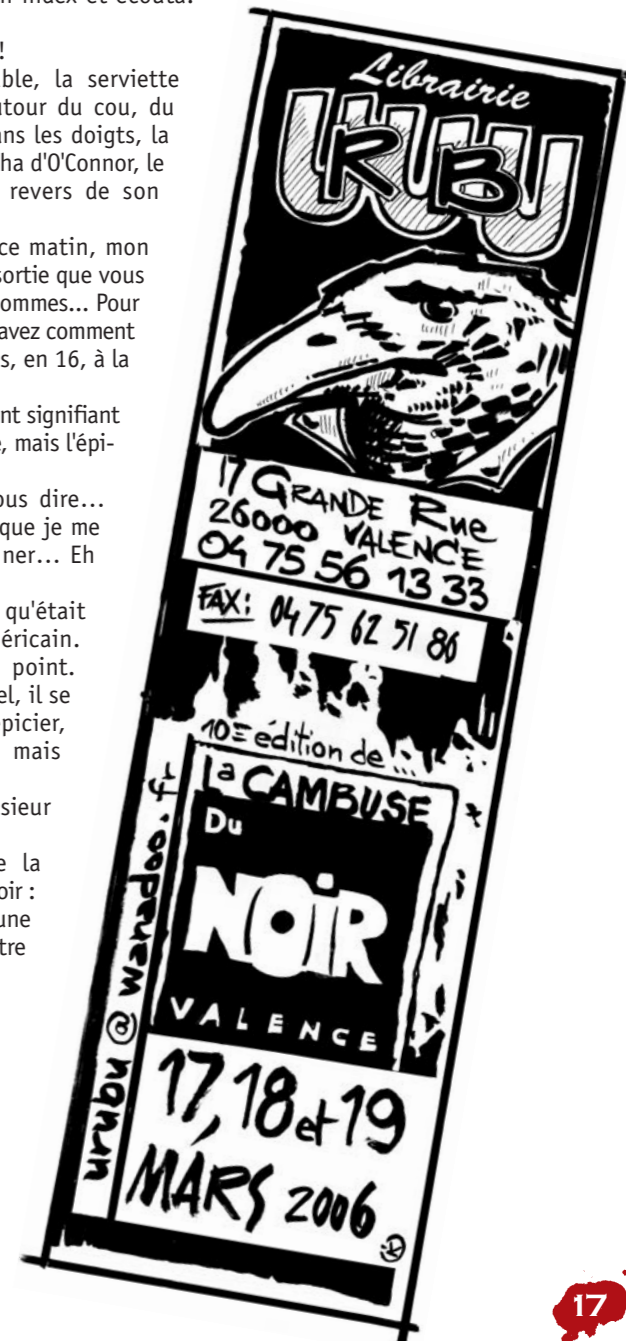 n index et écouta.
!
ble, la serviette
utour du cou, du
ans les doigts, la
ha d'O'Connor, le
revers de son
ce matin, mon
sortie que vous
ommes... Pour
avez comment
s, en 16, à la
nt signifiant
e, mais l'épi-
ous dire...
que je me
ner... Eh
qu'était
éricain.
point.
el, il se
picier,
mais
sieur
e la
oir :
une
tre
Librairie
URUBU
17 GRANDE RUE
26000 VALENCE
04 75 56 13 33
FAX: 04 75 62 51 86
10E édition de...
La CAMBUSE
Du
NOIR
VALENCE
urubu @ wanadoo.fr
17, 18 et 19
MARS 2006
17